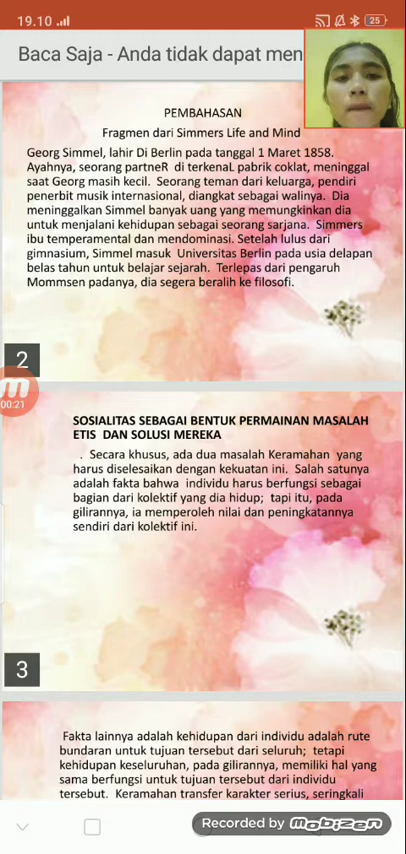 19.10
25
Baca Saja - Anda tidak dapat men
PEMBAHASAN
Fragmen dari Simmers Life and Mind
Georg Simmel, lahir Di Berlin pada tanggal 1 Maret 1858.
Ayahnya, seorang partneR di terkenaL pabrik coklat, meninggal
saat Georg masih kecil. Seorang teman dari keluarga, pendiri
penerbit musik internasional, diangkat sebagai walinya. Dia
meninggalkan Simmel banyak uang yang memungkinkan dia
untuk menjalani kehidupan sebagai seorang sarjana. Simmers
ibu temperamental dan mendominasi. Setelah lulus dari
gimnasium, Simmel masuk Universitas Berlin pada usia delapan
belas tahun untuk belajar sejarah. Terlepas dari pengaruh
Mommsen padanya, dia segera beralih ke filosofi.
2
m
00:21
SOSIALITAS SEBAGAI BENTUK PERMAINAN MASALAH
ETIS DAN SOLUSI MEREKA
. Secara khusus, ada dua masalah Keramahan yang
harus diselesaikan dengan kekuatan ini. Salah satunya
adalah fakta bahwa individu harus berfungsi sebagai
bagian dari kolektif yang dia hidup; tapi itu, pada
gilirannya, ia memperoleh nilai dan peningkatannya
sendiri dari kolektif ini.
3
Fakta lainnya adalah kehidupan dari individu adalah rute
bundaran untuk tujuan tersebut dari seluruh; tetapi
kehidupan keseluruhan, pada gilirannya, memiliki hal yang
sama berfungsi untuk tujuan tersebut dari individu
tersebut. Keramahan transfer karakter serius, seringkali
Recorded by mobizen